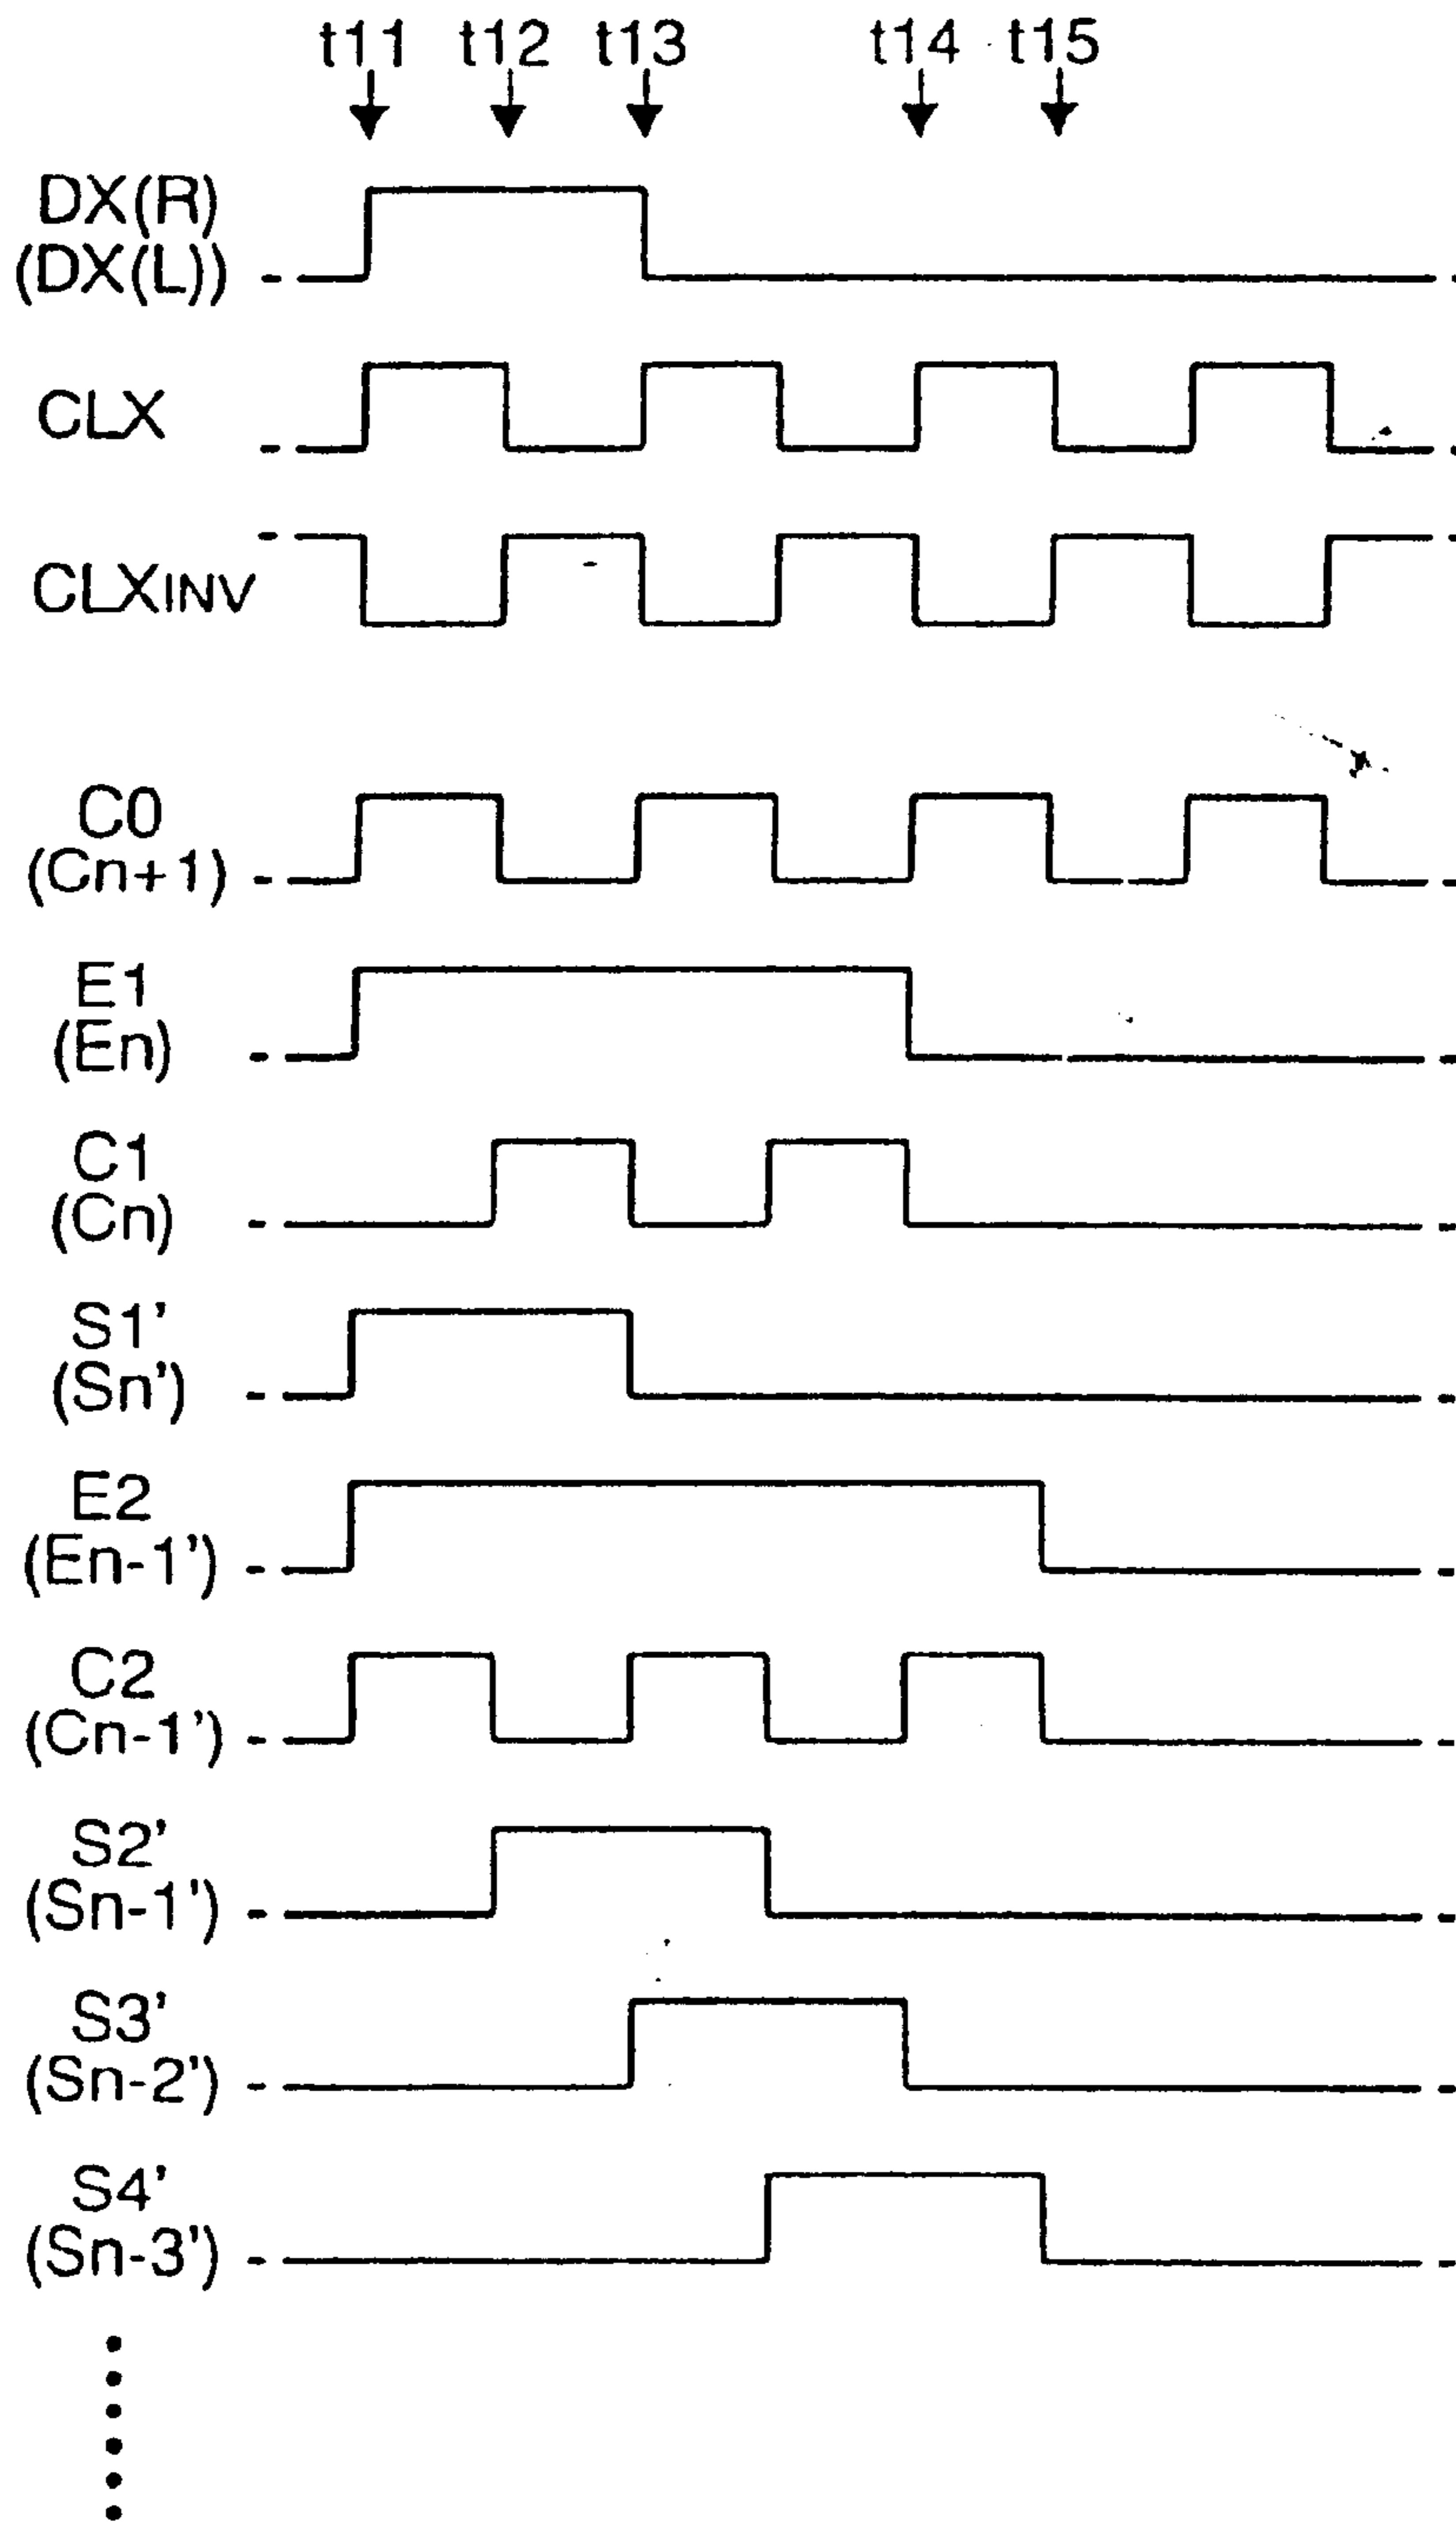 t11 t12 t13 t14 t15
DX(R)
(DX(L))
CLX
CLXINV
C0
(Cn+1)
E1
(En)
C1
(Cn)
S1'
(Sn')
E2
(En-1')
C2
(Cn-1')
S2'
(Sn-1')
S3'
(Sn-2')
S4'
(Sn-3')